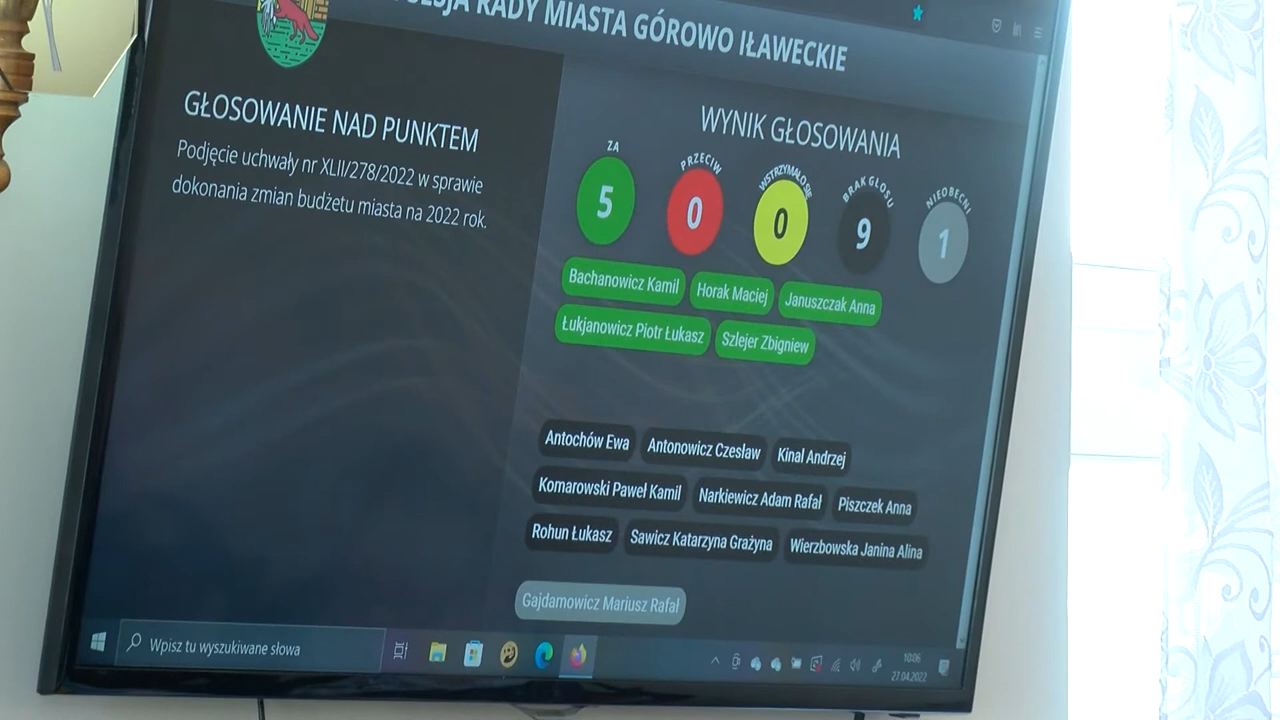 SESJA RADY MIASTA GÓROWO IŁAWECKIE
GŁOSOWANIE NAD PUNKTEM
Podjęcie uchwały nr XLII/278/2022 w sprawie
dokonania zmian budżetu miasta na 2022 rok.
WYNIK GŁOSOWANIA
ZA PRZECIW WSTRZYMAŁO SIĘ BRAK GŁOSU NIEOBECNI
5 0 0 9 1
Bachanowicz Kamil Horak Maciej Januszczak Anna
Łukjanowicz Piotr Łukasz Szlejer Zbigniew
Antochów Ewa Antonowicz Czesław Kinal Andrzej
Komarowski Paweł Kamil Narkiewicz Adam Rafał Piszczek Anna
Rohun Łukasz Sawicz Katarzyna Grażyna Wierzbowska Janina Alina
Gajdamowicz Mariusz Rafał
Wpisz tu wyszukiwane słowa
10:06
27.04.2022